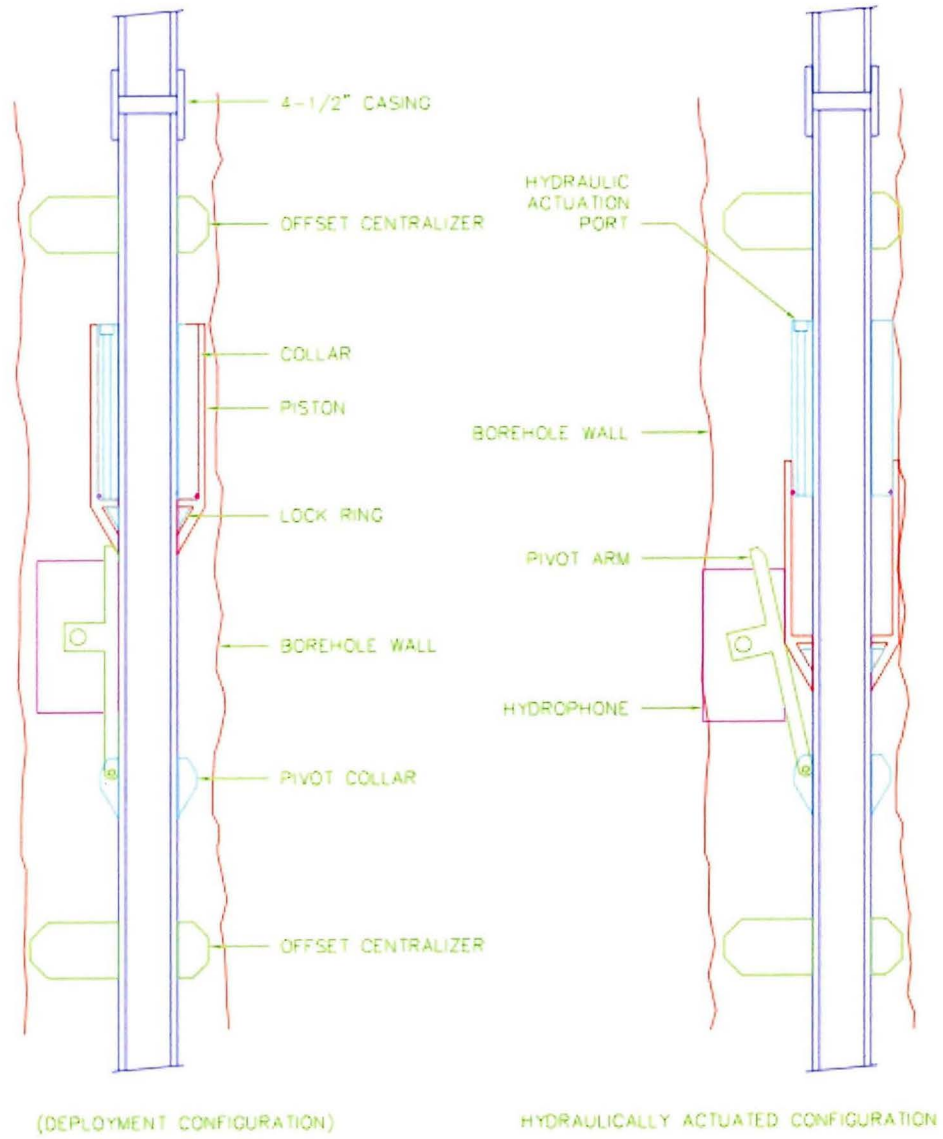 4-1/2" CASING
OFFSET CENTRALIZER
COLLAR
PISTON
LOCK RING
BOREHOLE WALL
PIVOT COLLAR
OFFSET CENTRALIZER
(DEPLOYMENT CONFIGURATION)
HYDRAULIC
ACTUATION
PORT
BOREHOLE WALL
PIVOT ARM
HYDROPHONE
HYDRAULICALLY ACTUATED CONFIGURATION